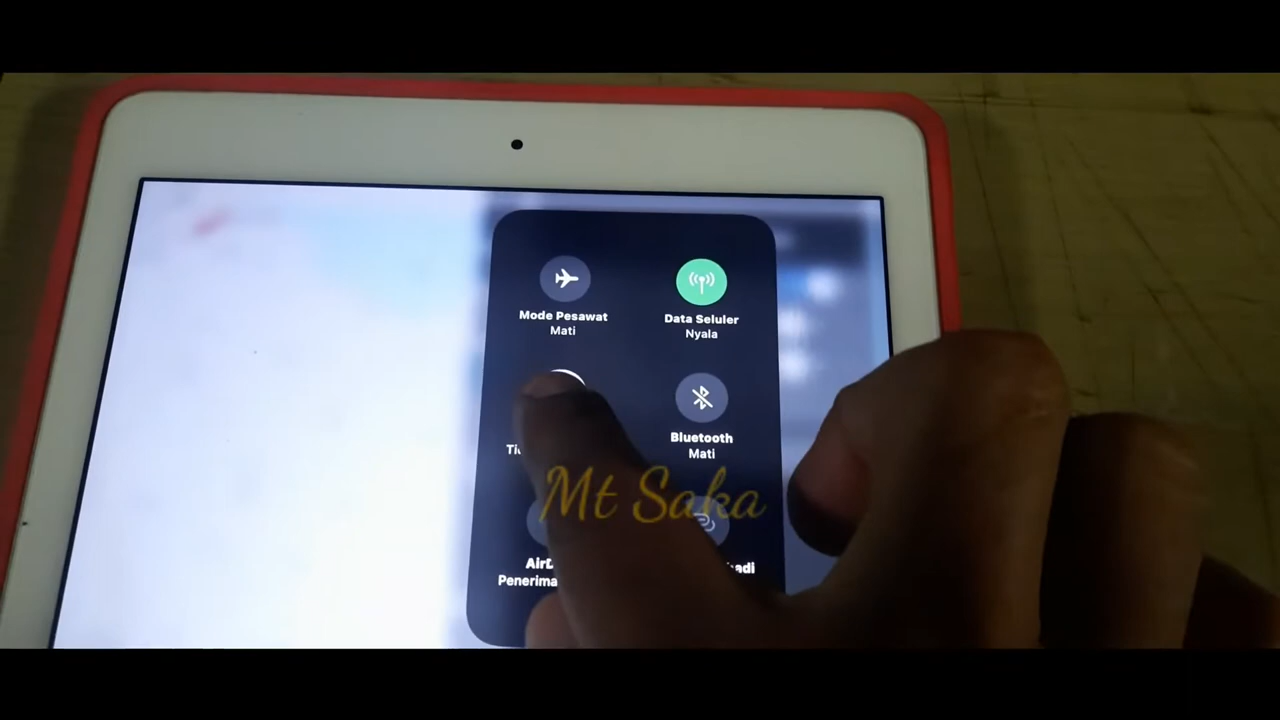 Mode Pesawat
Mati
Data Seluler
Nyala
Bluetooth
Mati
Mt Saka